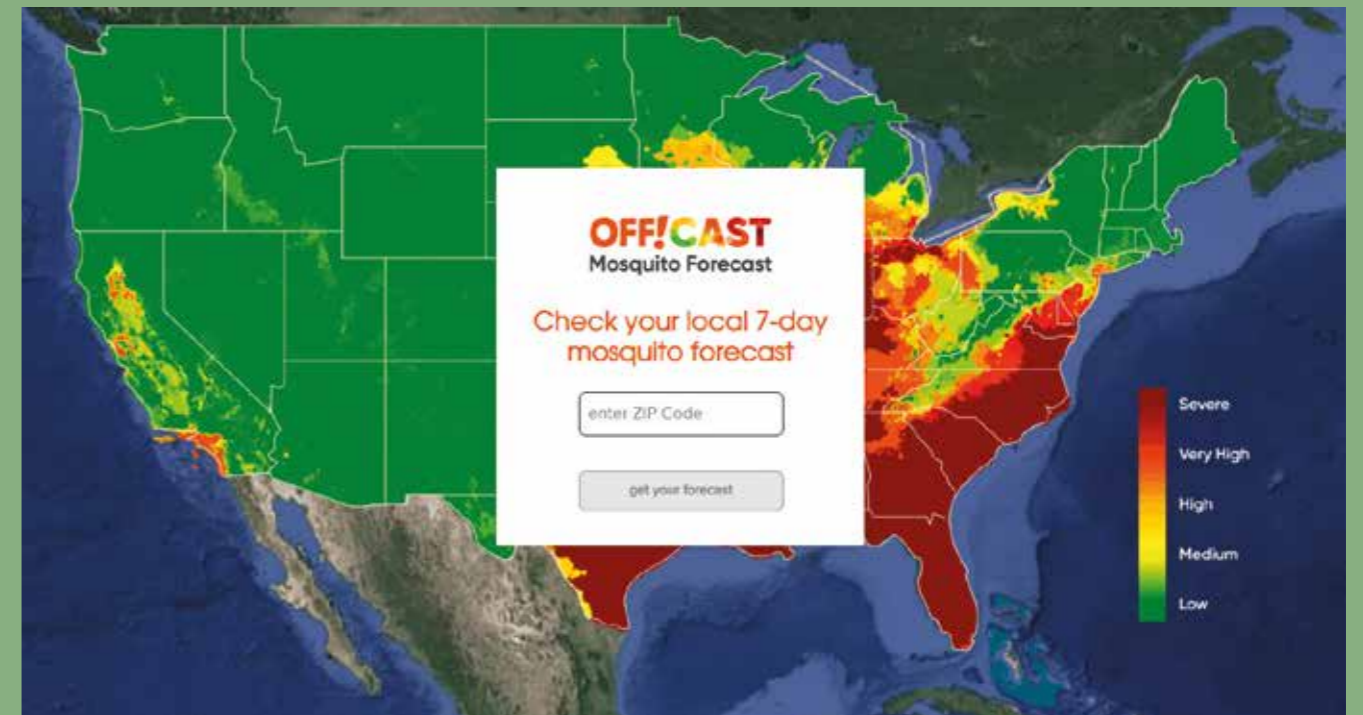 OFF!CAST
Mosquito Forecast
Check your local 7-day
mosquito forecast
enter ZIP Code
get your forecast
Severe
Very High
High
Medium
Low